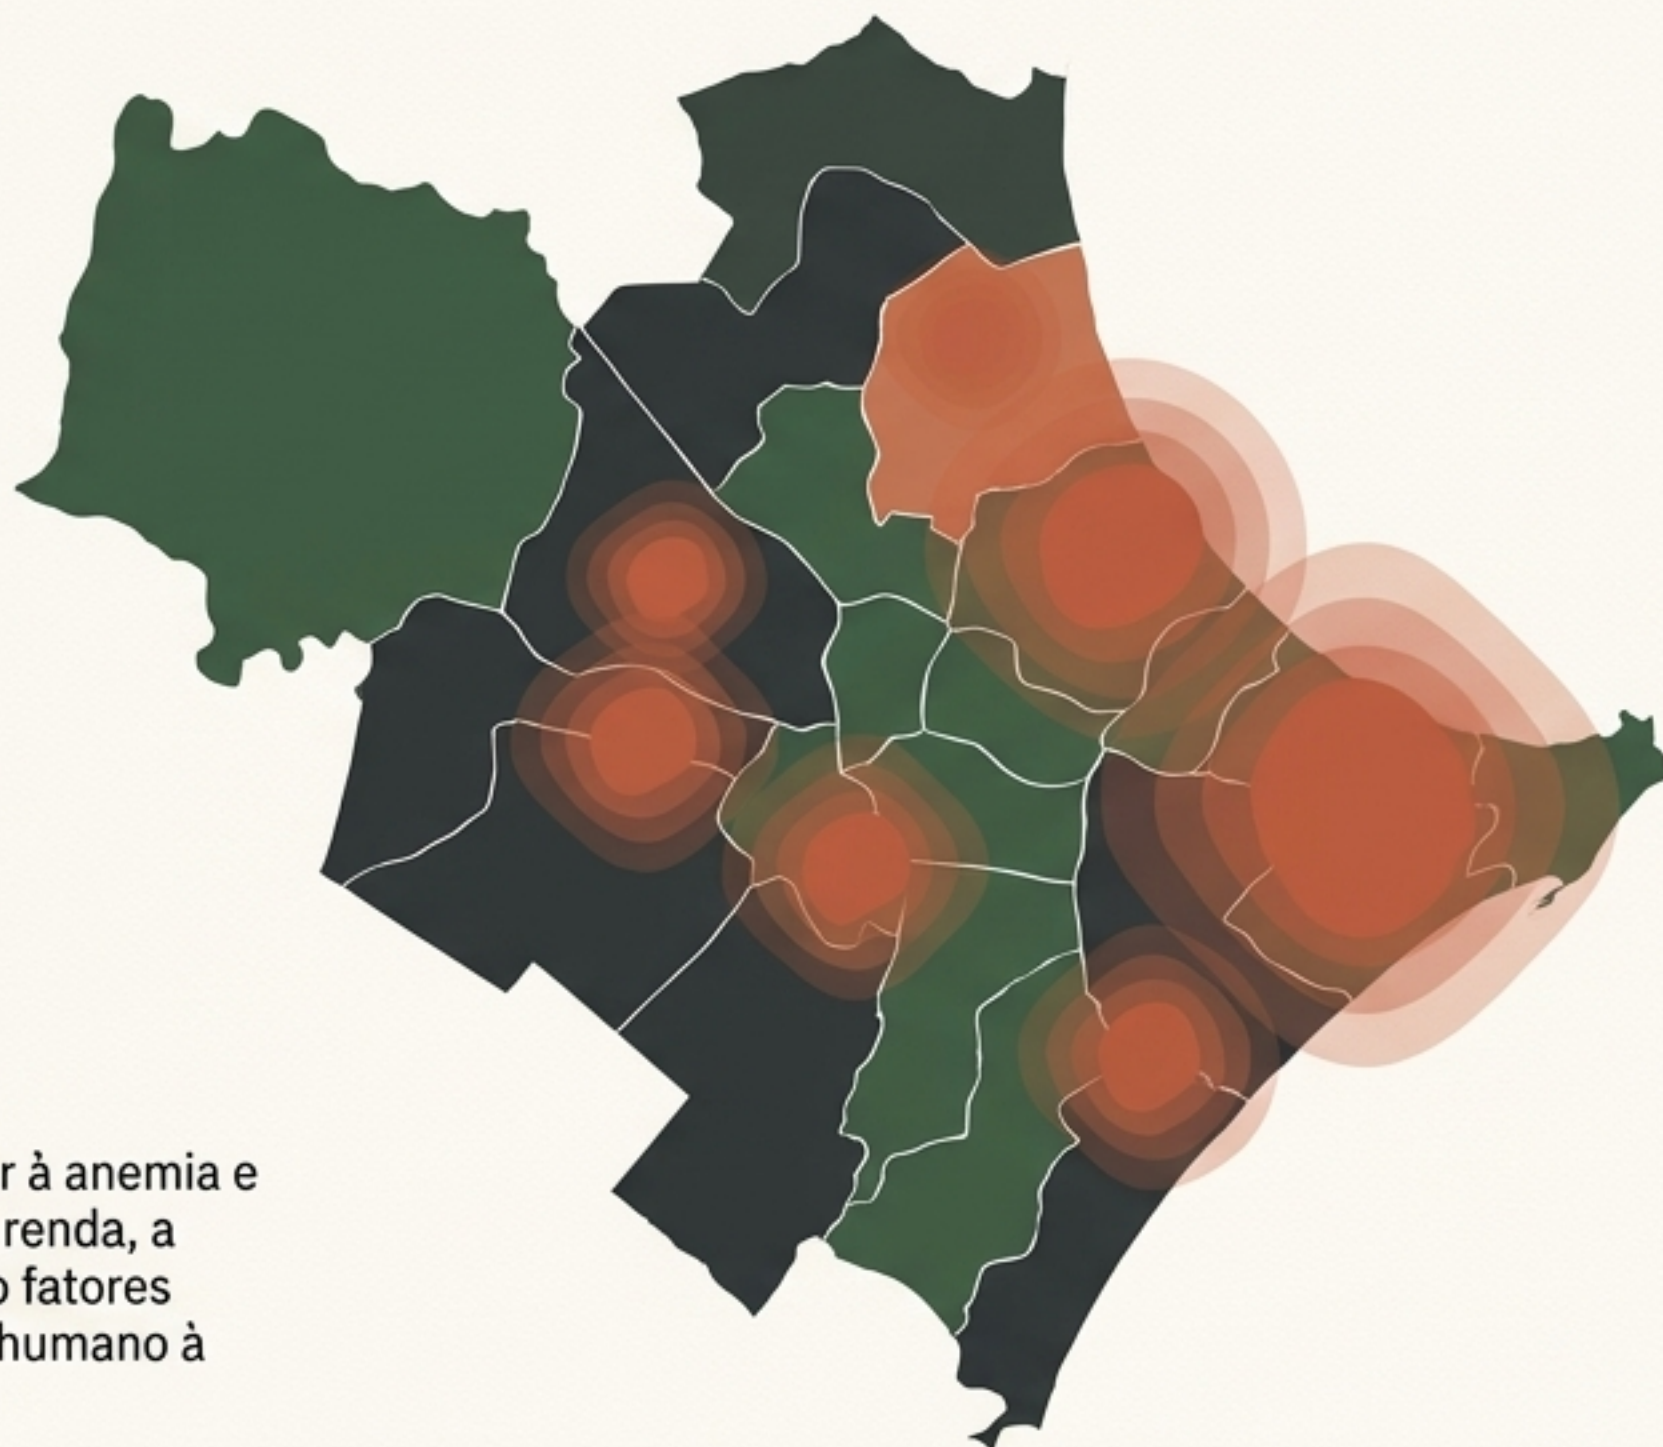 r à anemia e
renda, a
o fatores
humano à